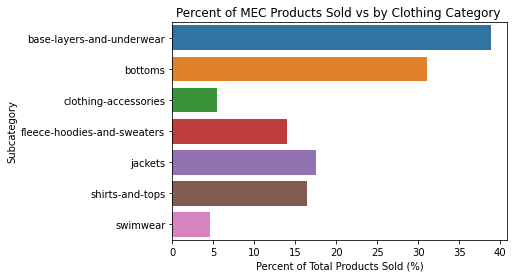 Percent of MEC Products Sold vs by Clothing Category
Subcategory
base-layers-and-underwear
bottoms
clothing-accessories
fleece-hoodies-and-sweaters
jackets
shirts-and-tops
swimwear
0 5 10 15 20 25 30 35 40
Percent of Total Products Sold (%)